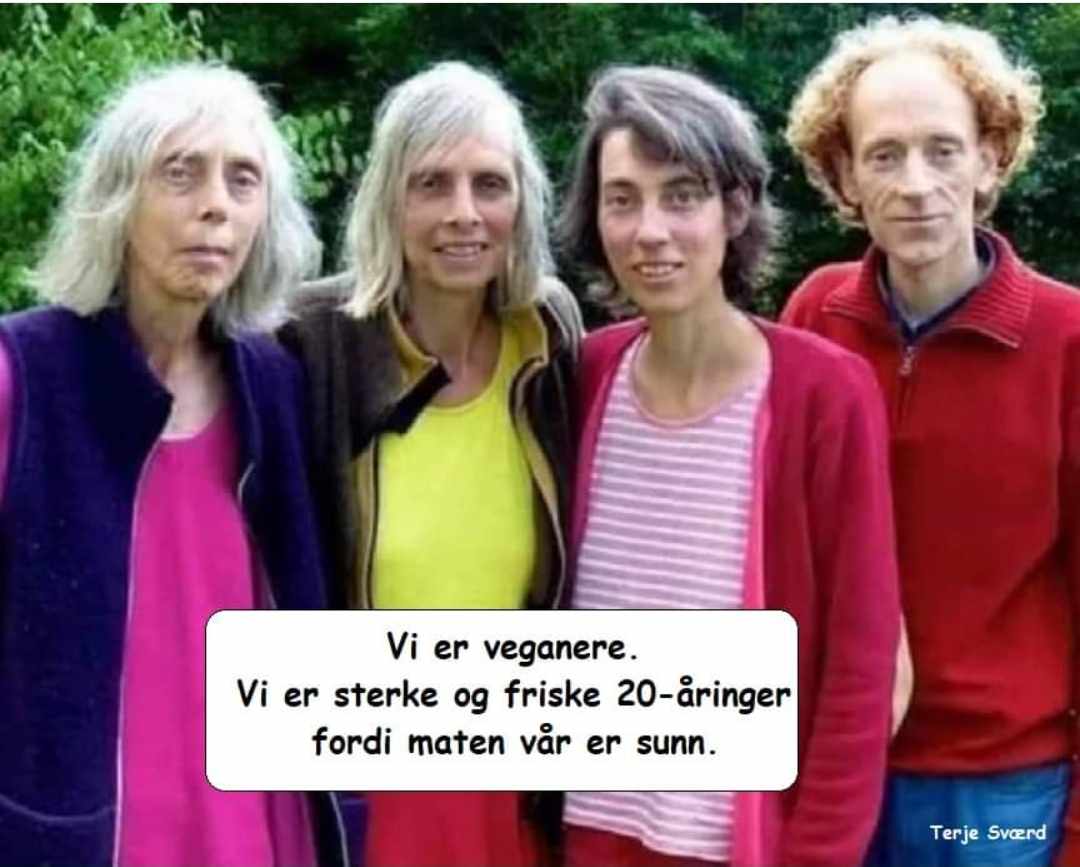 Vi er veganere.
Vi er sterke og friske 20-åringer
fordi maten vår er sunn.
Terje Sværd